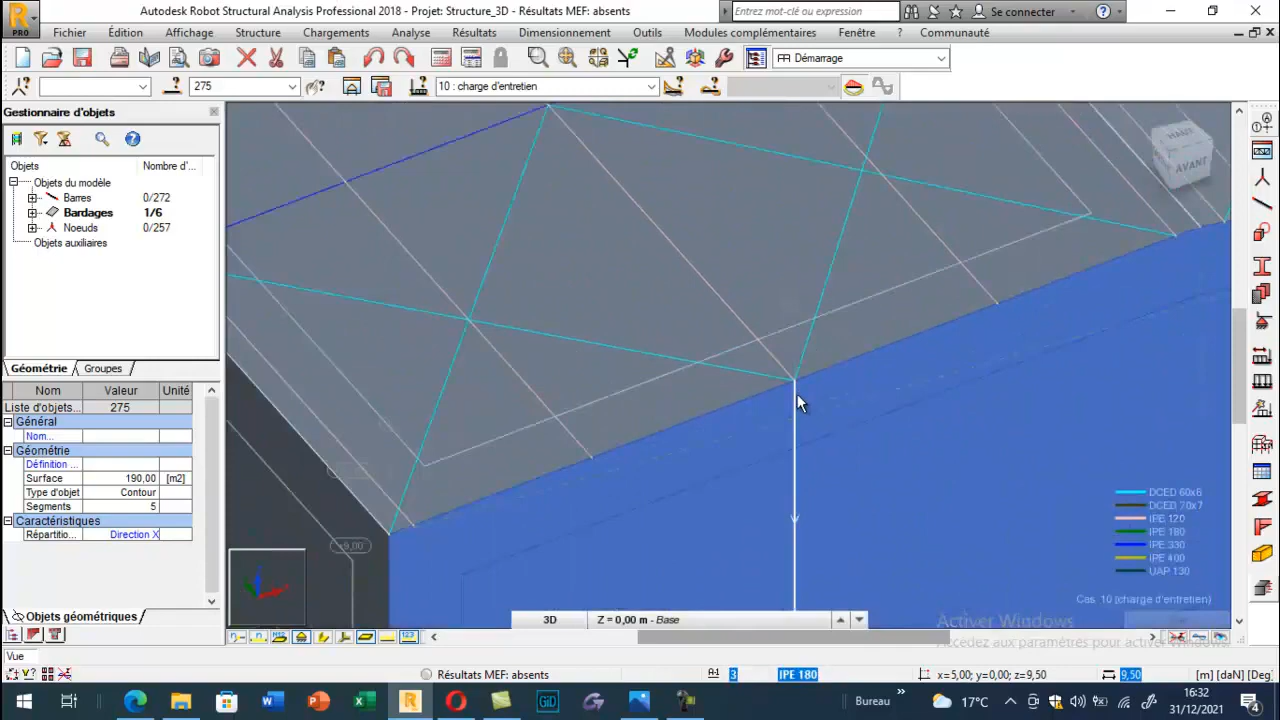 PRO
Autodesk Robot Structural Analysis Professional 2018 - Projet: Structure_3D - Résultats MEF: absents
Entrez mot-clé ou expression
Se connecter
Fichier Édition Affichage Structure Chargements Analyse Résultats Dimensionnement Outils Modules complémentaires Fenêtre ? Communauté
Démarrage
275
10 : charge d'entretien
Gestionnaire d'objets
Objets Nombre d'...
Objets du modèle
Barres 0/272
Bardages 1/6
Noeuds 0/257
Objets auxiliaires
Géométrie Groupes
Nom Valeur Unité
Liste d'objets... 275
Général
Nom...
Géométrie
Définition ...
Surface 190,00 [m2]
Type d'objet Contour
Segments 5
Caractéristiques
Répartitio... Direction X
Objets géométriques
HAUT
AVANT
+9,00
DCED 60x6
DCED 70x7
IPE 120
IPE 180
IPE 330
IPE 400
UAP 130
Cas: 10 (charge d'entretien)
3D Z = 0,00 m - Base
Activer Windows
Accédez aux paramètres pour activer Windows.
Vue
Résultats MEF: absents
3
IPE 180
x=5,00; y=0,00; z=9,50
9,50
[m] [daN] [Deg]
GiD
Bureau
17°C
16:32
31/12/2021
4